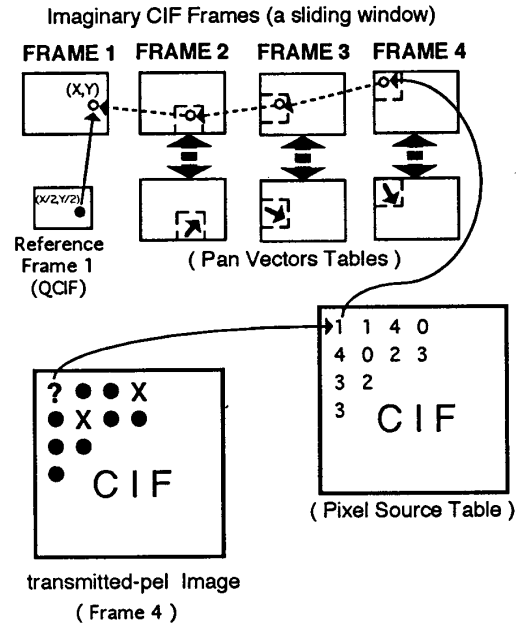 Imaginary CIF Frames (a sliding window)
FRAME 1 FRAME 2 FRAME 3 FRAME 4
(X,Y)
(X/2,Y/2)
Reference
Frame 1
(QCIF)
( Pan Vectors Tables )
1 1 4 0
4 0 2 3
3 2
3
CIF
( Pixel Source Table )
? X
X
CIF
transmitted-pel Image
( Frame 4 )